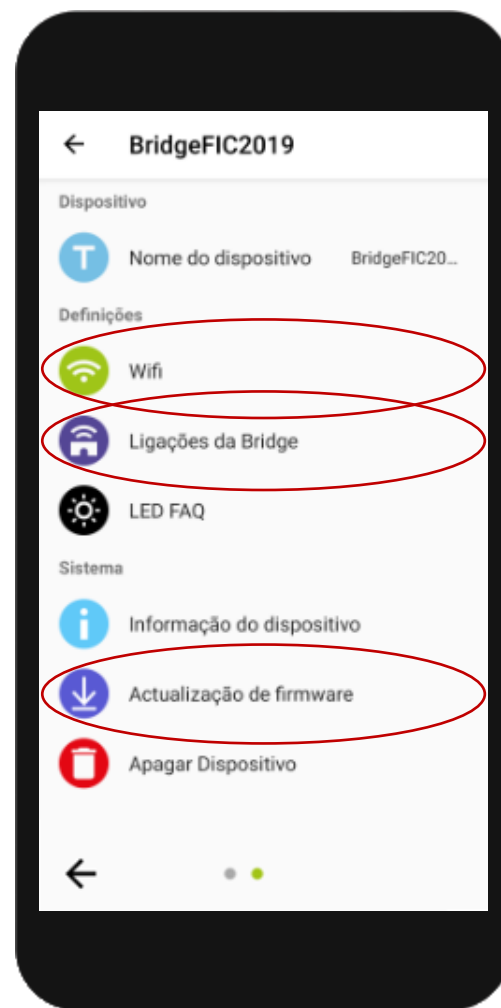 BridgeFIC2019
Dispositivo
T Nome do dispositivo BridgeFIC20...
Definições
Wifi
Ligações da Bridge
LED FAQ
Sistema
i Informação do dispositivo
Actualização de firmware
Apagar Dispositivo